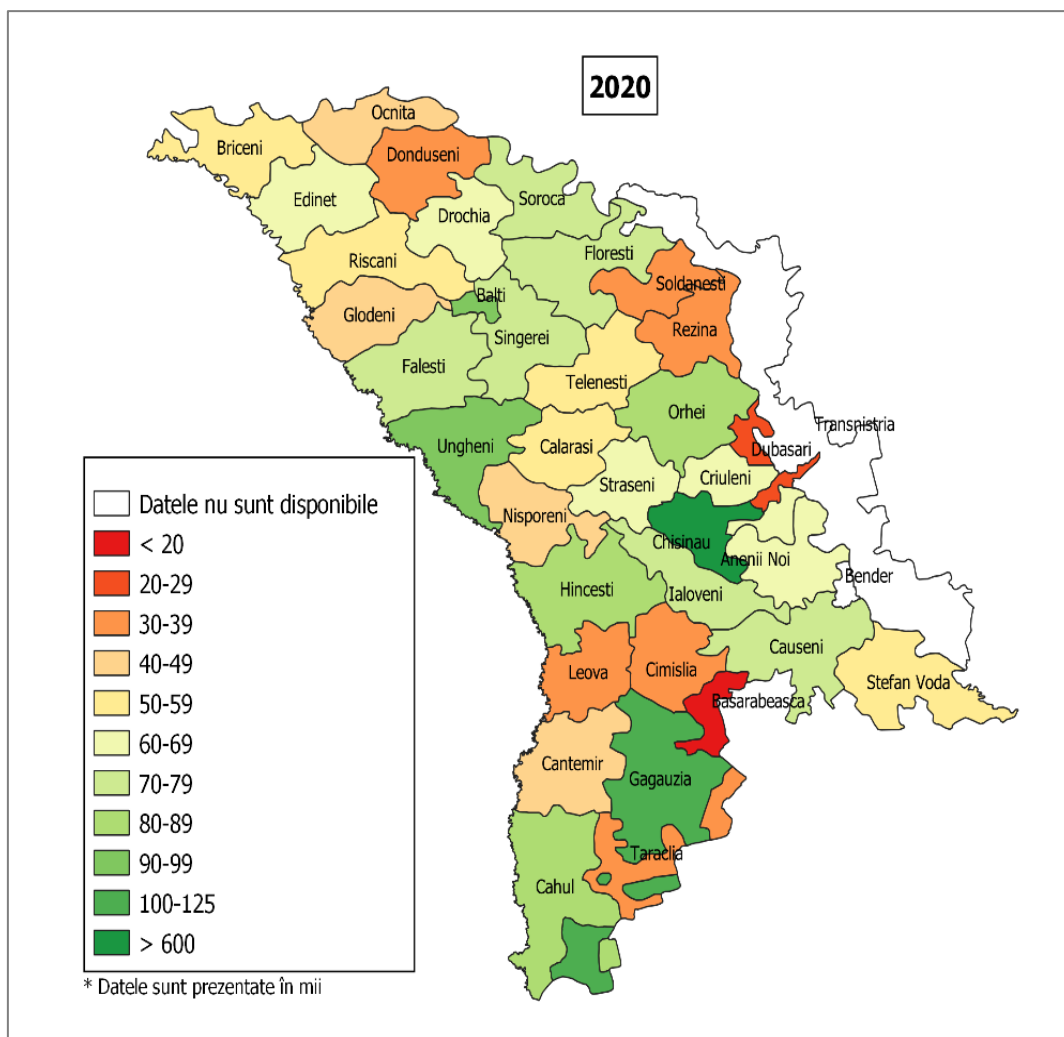 2020
Ocnita
Briceni
Donduseni
Edinet
Soroca
Drochia
Floresti
Riscani
Soldanesti
Balti
Glodeni
Rezina
Singerei
Falesti
Telenesti
Orhei
Transnistria
Ungheni
Calarasi
Dubasari
Criuleni
Straseni
Nisporeni
Chisinau
Anenii Noi
Bender
Hincesti
Ialoveni
Causeni
Leova
Cimislia
Stefan Voda
Basarabeasca
Cantemir
Gagauzia
Taraclia
Cahul
Datele nu sunt disponibile
< 20
20-29
30-39
40-49
50-59
60-69
70-79
80-89
90-99
100-125
> 600
* Datele sunt prezentate în mii